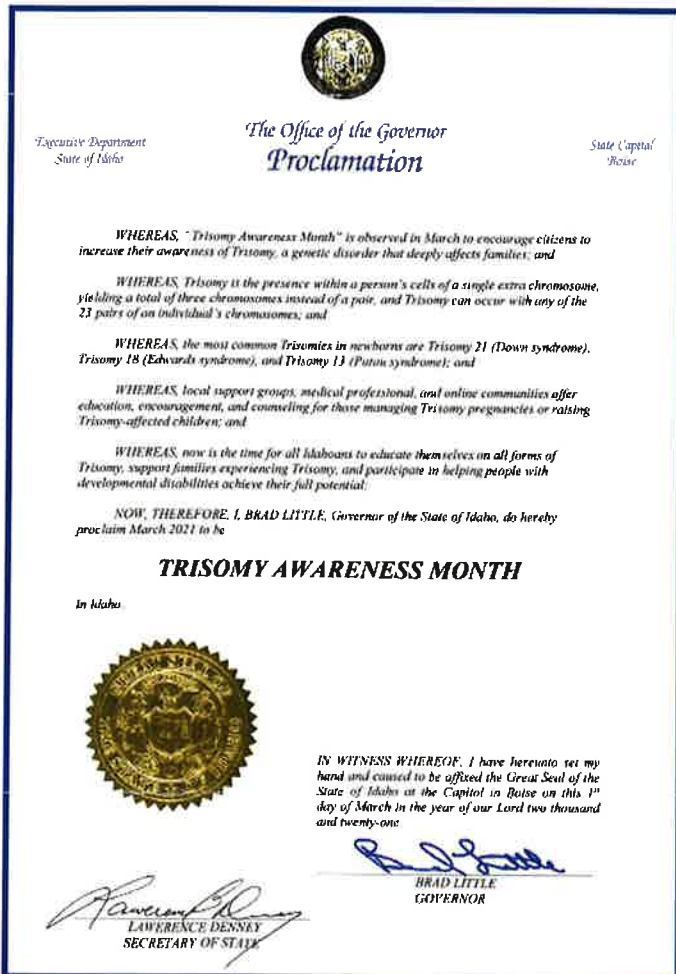 The Office of the Governor
Proclamation
Executive Department
State of Idaho
State Capital
Boise
WHEREAS, "Trisomy Awareness Month" is observed in March to encourage citizens to
increase their awareness of Trisomy, a genetic disorder that deeply affects families; and
WHEREAS, Trisomy is the presence within a person's cells of a single extra chromosome,
yielding a total of three chromosomes instead of a pair, and Trisomy can occur with any of the
23 pairs of an individual's chromosomes; and
WHEREAS, the most common Trisomies in newborns are Trisomy 21 (Down syndrome),
Trisomy 18 (Edwards syndrome), and Trisomy 13 (Patau syndrome); and
WHEREAS, local support groups, medical professional, and online communities offer
education, encouragement, and counseling for those managing Trisomy pregnancies or raising
Trisomy-affected children; and
WHEREAS, now is the time for all Idahoans to educate themselves on all forms of
Trisomy, support families experiencing Trisomy, and participate in helping people with
developmental disabilities achieve their full potential;
NOW, THEREFORE, I, BRAD LITTLE, Governor of the State of Idaho, do hereby
proclaim March 2021 to be
TRISOMY AWARENESS MONTH
In Idaho.
IN WITNESS WHEREOF, I have hereunto set my
hand and caused to be affixed the Great Seal of the
State of Idaho at the Capitol in Boise on this 1st
day of March in the year of our Lord two thousand
and twenty-one.
Brad Little
BRAD LITTLE
GOVERNOR
LAWERENCE DENNEY
SECRETARY OF STATE